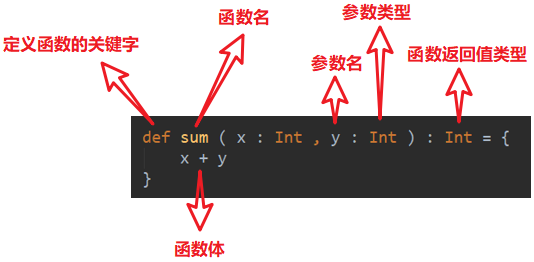 函数名
参数类型
定义函数的关键字
参数名
函数返回值类型
def sum ( x : Int , y : Int ) : Int = {
x + y
}
函数体